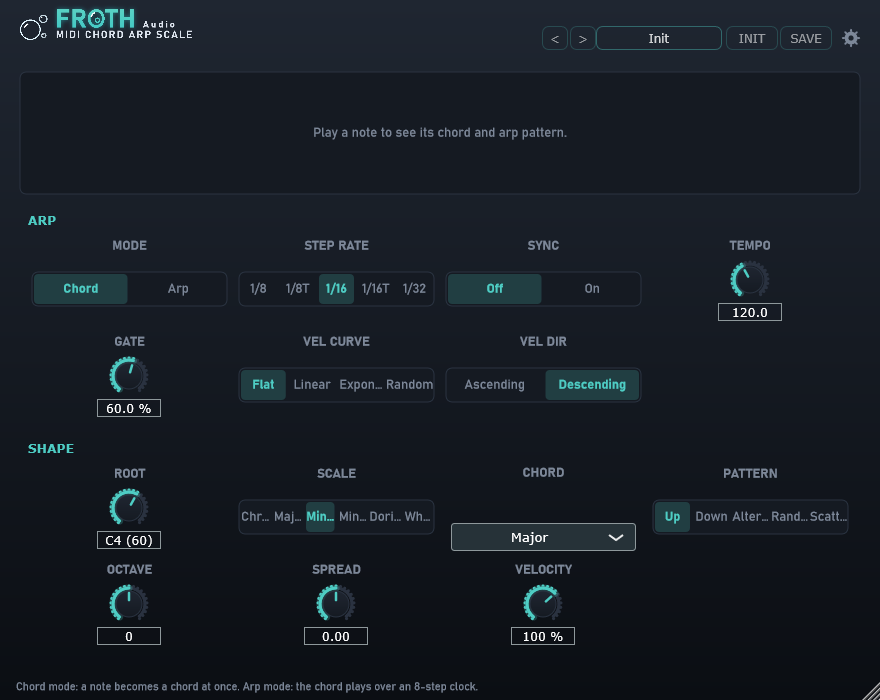 FROTH Audio
MIDI CHORD ARP SCALE
< > Init INIT SAVE
Play a note to see its chord and arp pattern.
ARP
MODE STEP RATE SYNC TEMPO
Chord Arp 1/8 1/8T 1/16 1/16T 1/32 Off On
120.0
GATE VEL CURVE VEL DIR
Flat Linear Expon... Random Ascending Descending
60.0 %
SHAPE
ROOT SCALE CHORD PATTERN
Chr... Maj... Min... Min... Dori... Wh... Up Down Alter... Rand... Scatt...
C4 (60) Major
OCTAVE SPREAD VELOCITY
0 0.00 100 %
Chord mode: a note becomes a chord at once. Arp mode: the chord plays over an 8-step clock.